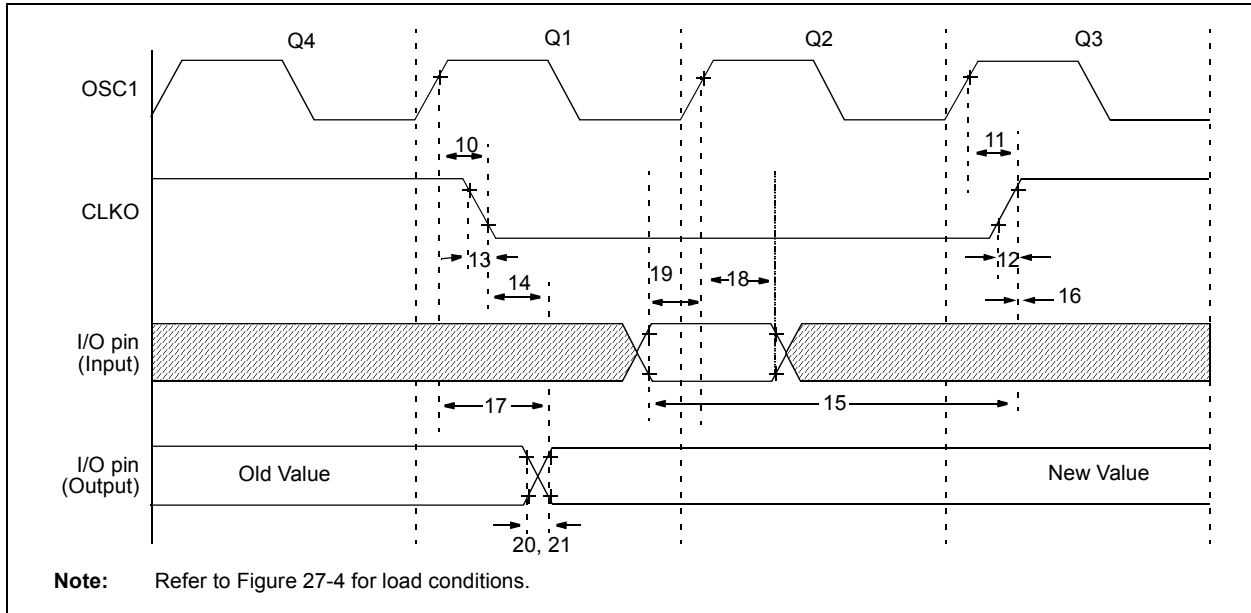 Q4 Q1 Q2 Q3
OSC1
10 11
CLKO
13 12
14 19 18 16
I/O pin
(Input)
17 15
I/O pin
(Output)
Old Value New Value
20, 21
Note: Refer to Figure 27-4 for load conditions.